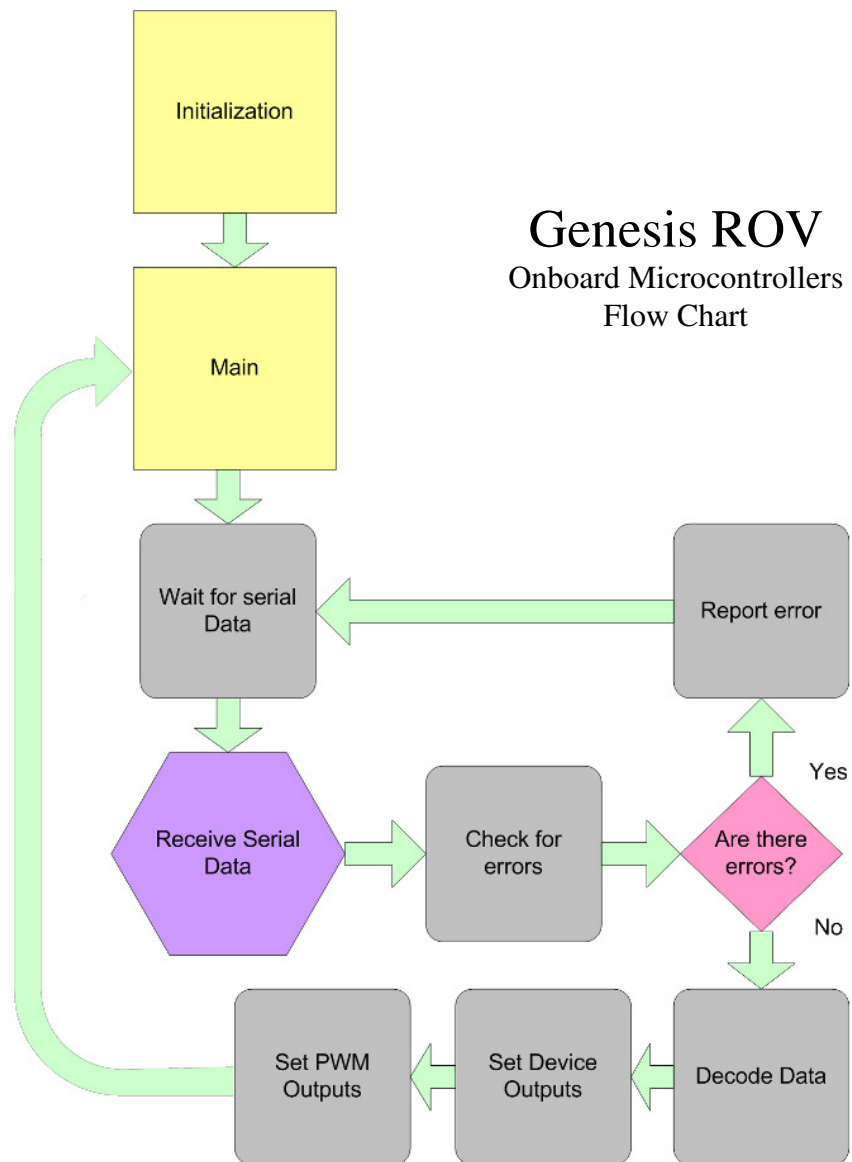 Initialization
Genesis ROV
Onboard Microcontrollers
Flow Chart
Main
Wait for serial
Data
Report error
Receive Serial
Data
Check for
errors
Are there
errors?
Yes
No
Set PWM
Outputs
Set Device
Outputs
Decode Data